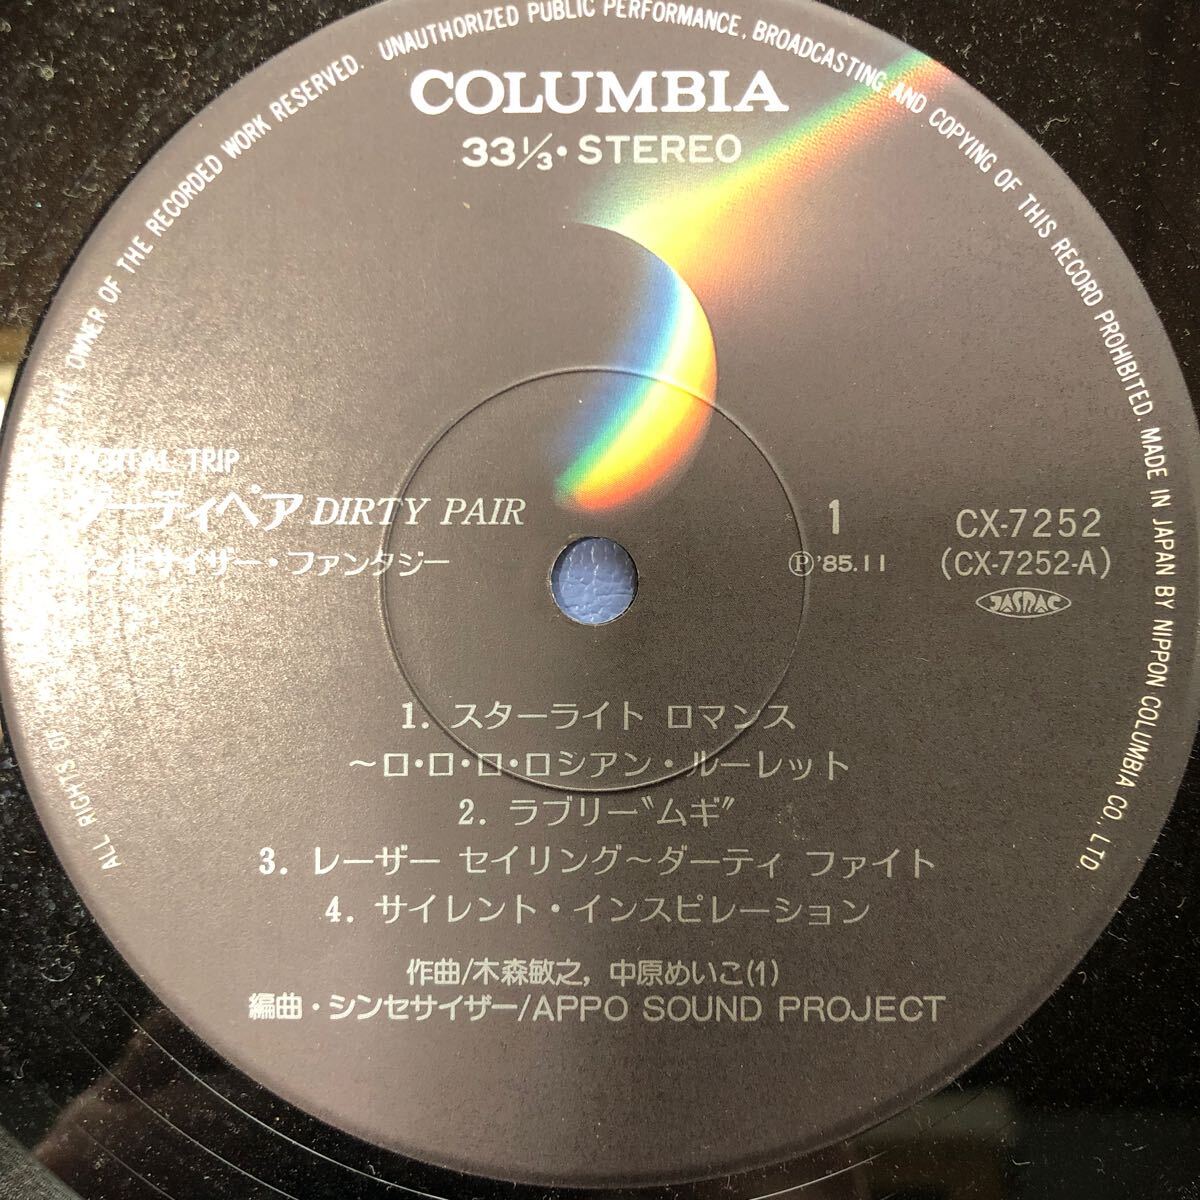 ALL RIGHTS OF THE OWNER OF THE RECORDED WORK RESERVED. UNAUTHORIZED PUBLIC PERFORMANCE, BROADCASTING AND COPYING OF THIS RECORD PROHIBITED. MADE IN JAPAN BY NIPPON COLUMBIA CO., LTD.
COLUMBIA
33⅓・STEREO
DIGITAL TRIP
ダーティペア DIRTY PAIR
シンセサイザー・ファンタジー
1
Ⓟ'85.11
CX-7252
(CX-7252-A)
JASRAC
1. スターライト ロマンス
～ロ・ロ・ロ・ロシアン・ルーレット
2. ラブリー“ムギ”
3. レーザー セイリング～ダーティ ファイト
4. サイレント・インスピレーション
作曲/木森敏之, 中原めいこ(1)
編曲・シンセサイザー/APPO SOUND PROJECT